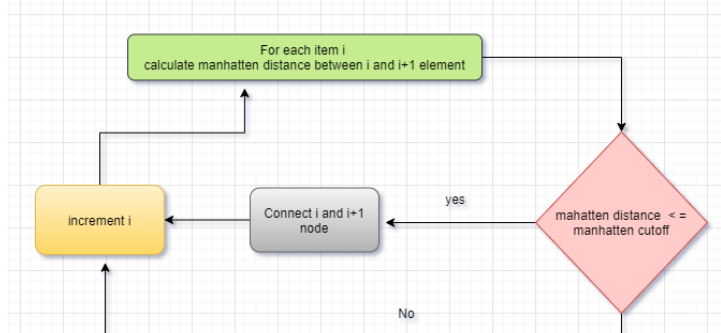 For each item i
calculate manhatten distance between i and i+1 element
yes
mahatten distance < =
manhatten cutoff
Connect i and i+1
node
increment i
No